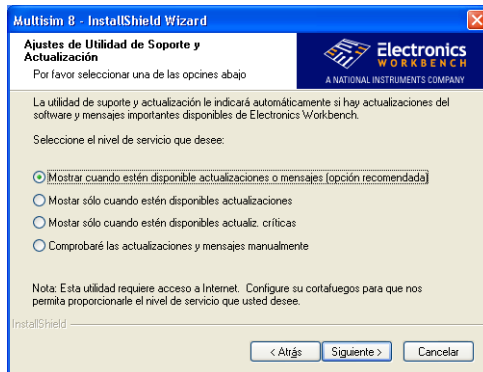 Multisim 8 - InstallShield Wizard
Ajustes de Utilidad de Soporte y
Actualización
Por favor seleccionar una de las opcines abajo
Electronics
WORKBENCH
A NATIONAL INSTRUMENTS COMPANY
La utilidad de suporte y actualización le indicará automáticamente si hay actualizaciones del
software y mensajes importantes disponibles de Electronics Workbench.
Seleccione el nivel de servicio que desee:
Mostrar cuando estén disponible actualizaciones o mensajes (opción recomendada)
Mostrar sólo cuando estén disponibles actualizaciones
Mostrar sólo cuando estén disponibles actualiz. críticas
Comprobaré las actualizaciones y mensajes manualmente
Nota: Esta utilidad requiere acceso a Internet. Configure su cortafuegos para que nos
permita proporcionarle el nivel de servicio que usted desee.
InstallShield
< Atrás
Siguiente >
Cancelar